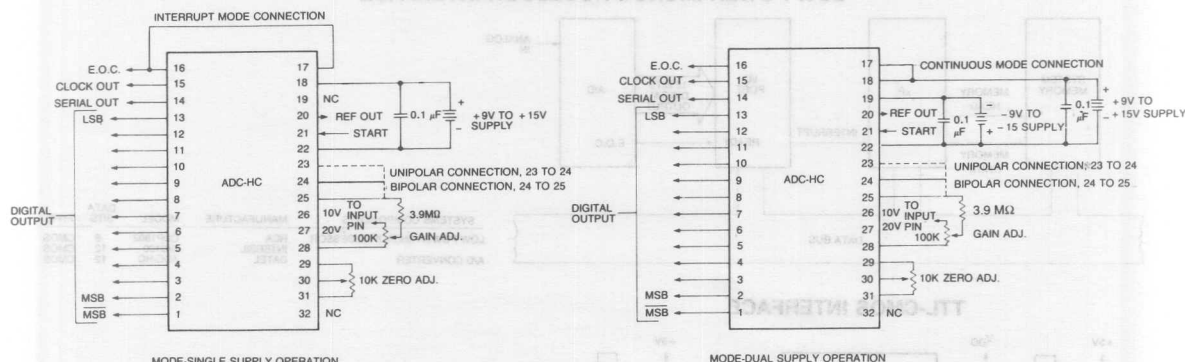 INTERRUPT MODE CONNECTION
E.O.C. 16 17
CLOCK OUT 15 18
SERIAL OUT 14 19 NC
LSB 13 20 REF OUT
12 21 START
11 22
10 23
9 24
8 25
7 26
6 27
5 28
4 29
3 30
MSB 2 31
MSB 1 32 NC
ADC-HC
DIGITAL
OUTPUT
0.1 µF
+
+9V TO +15V
− SUPPLY
UNIPOLAR CONNECTION, 23 TO 24
BIPOLAR CONNECTION, 24 TO 25
10V
20V
TO
INPUT
PIN
100K
3.9MΩ
GAIN ADJ.
10K ZERO ADJ.
MODE-SINGLE SUPPLY OPERATION
E.O.C. 16 17
CLOCK OUT 15 18
SERIAL OUT 14 19
LSB 13 20 REF OUT
12 21 START
11 22
10 23
9 24
8 25
7 26
6 27
5 28
4 29
3 30
MSB 2 31
MSB 1 32 NC
ADC-HC
DIGITAL
OUTPUT
CONTINUOUS MODE CONNECTION
0.1
µF
−
−9V TO
+ −15 SUPPLY
0.1
µF
+
+9V TO
− +15V SUPPLY
UNIPOLAR CONNECTION, 23 TO 24
BIPOLAR CONNECTION, 24 TO 25
10V
20V
TO
INPUT
PIN
100K
3.9 MΩ
GAIN ADJ.
10K ZERO ADJ.
MODE-DUAL SUPPLY OPERATION